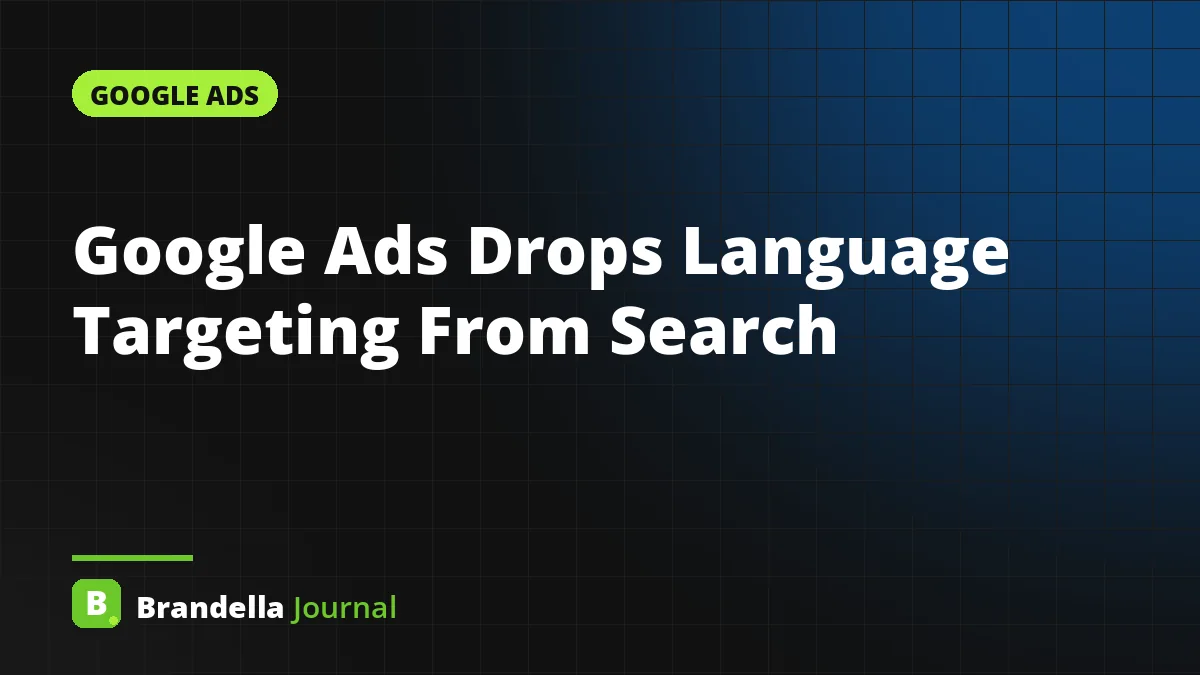 GOOGLE ADS
Google Ads Drops Language
Targeting From Search
B
Brandella Journal